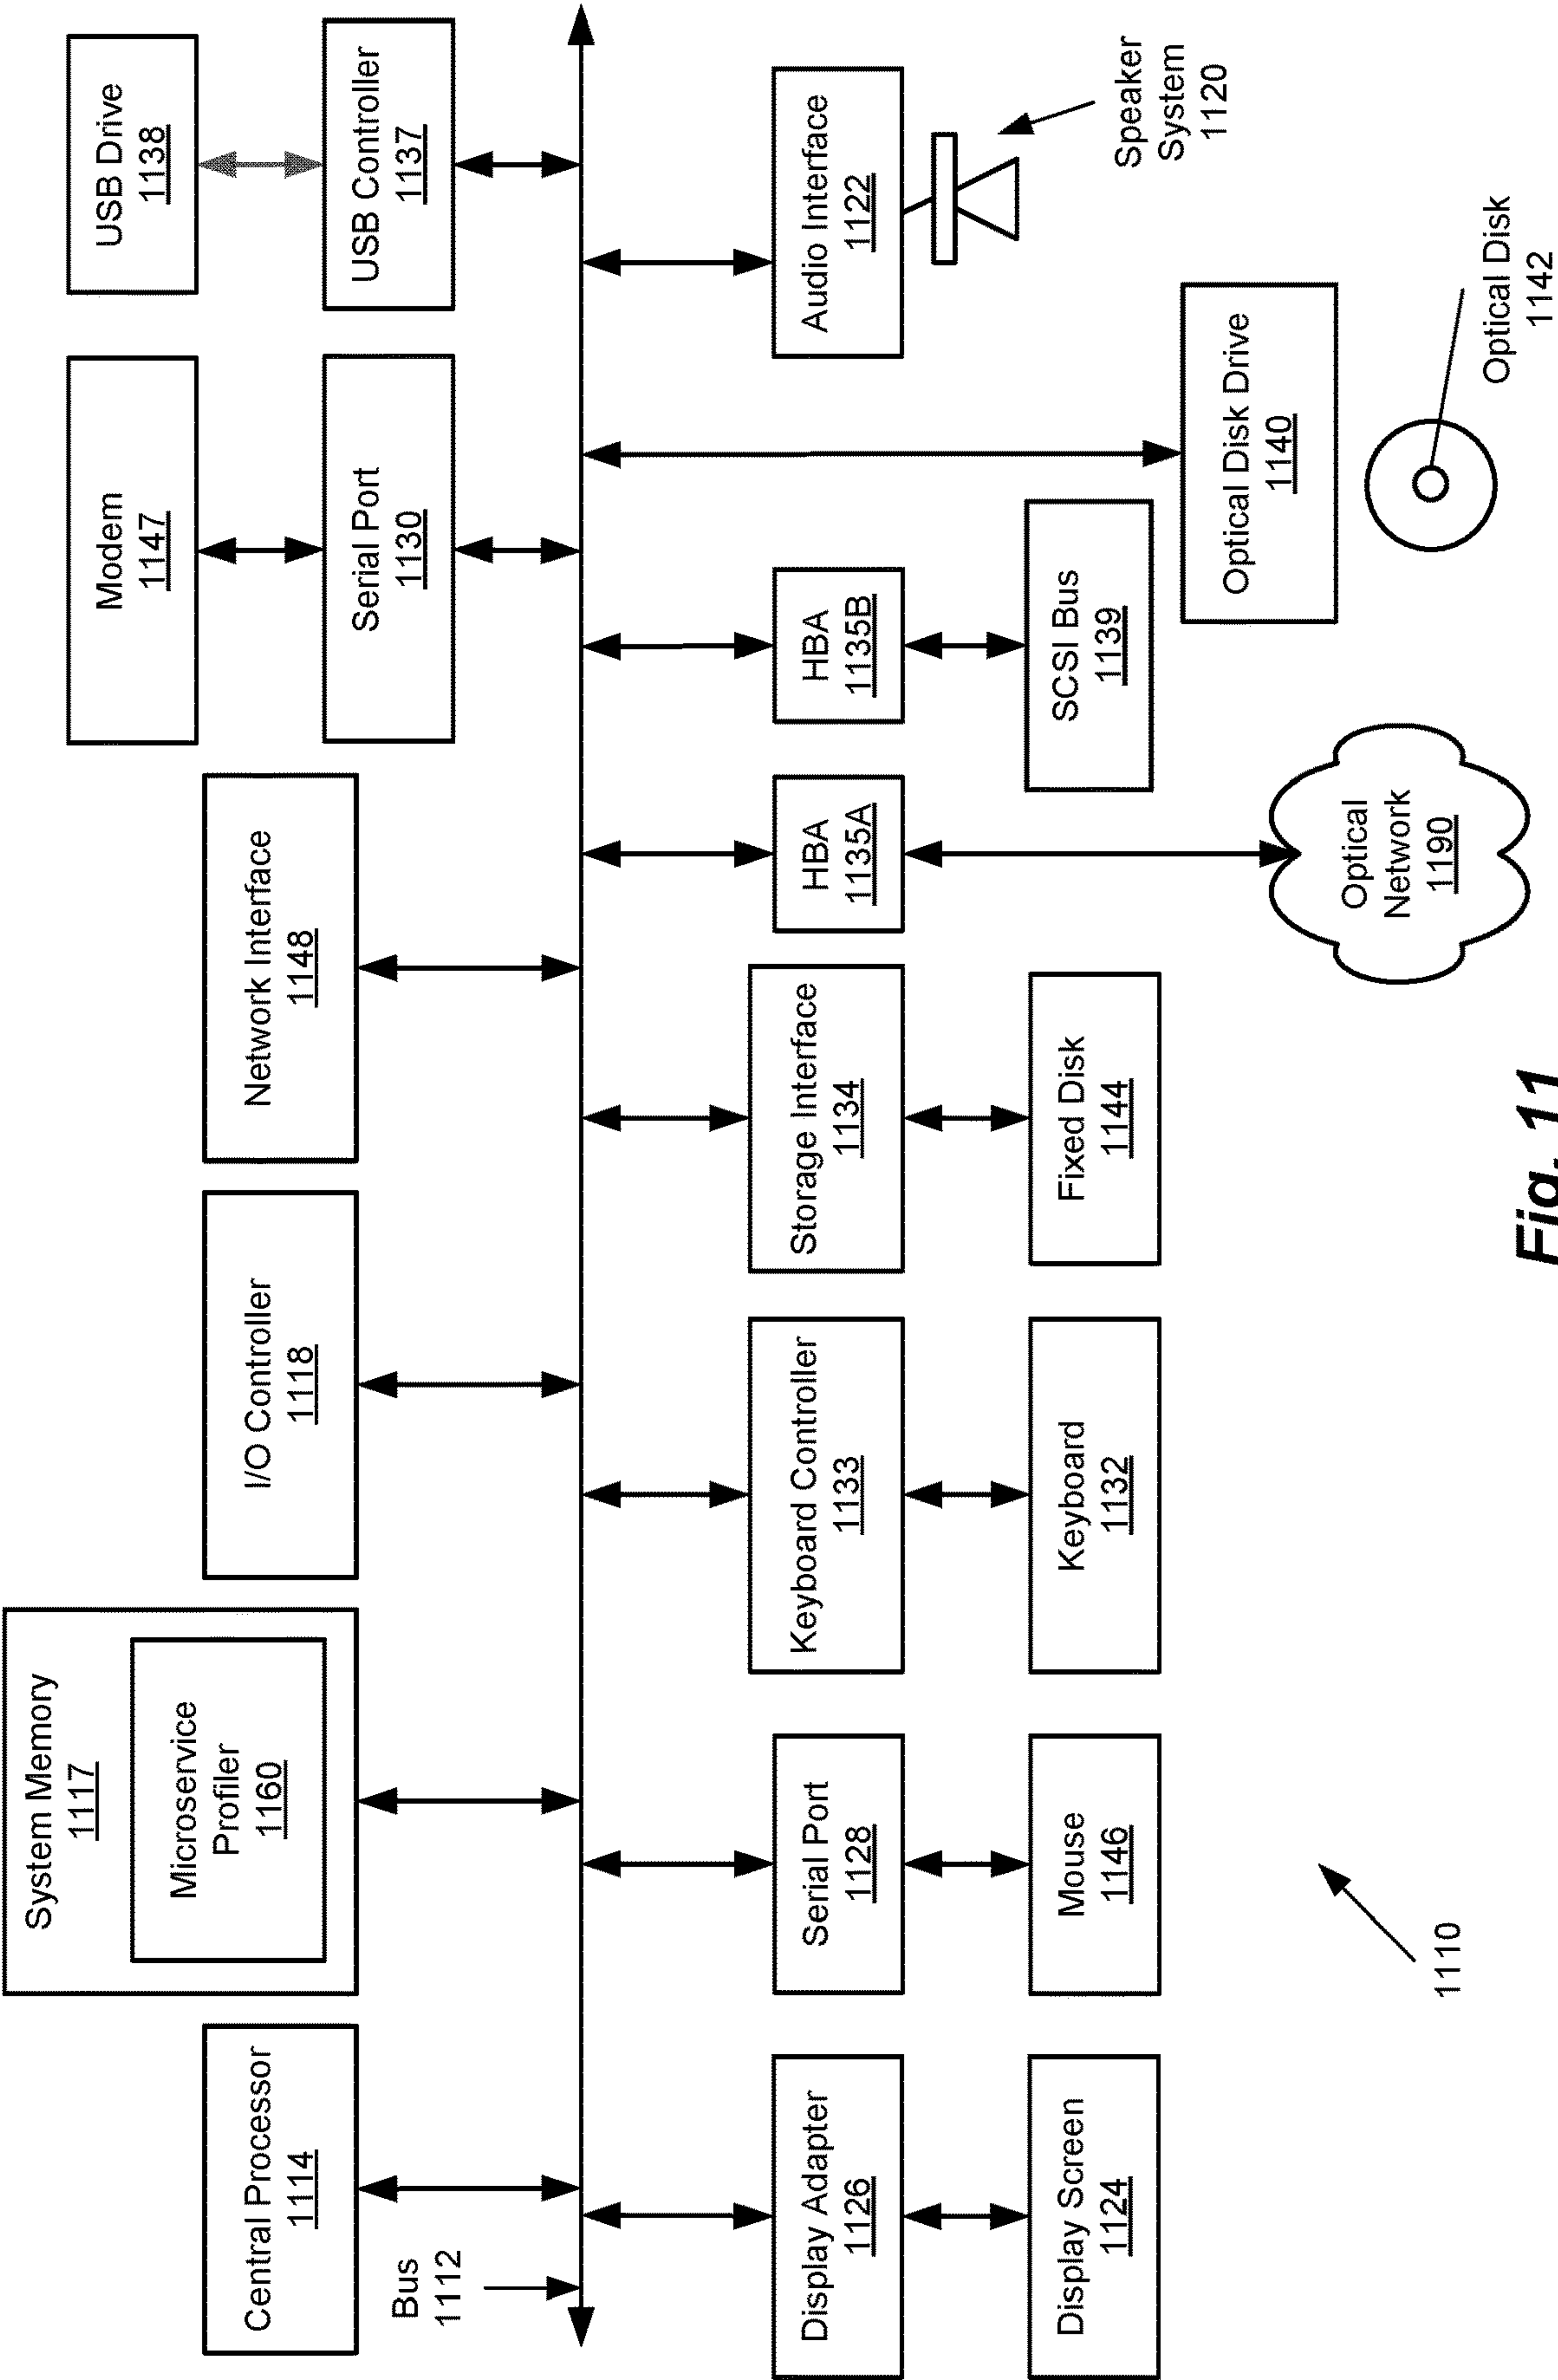 System Memory
1117
Microservice
Profiler
1160
Central Processor
1114
I/O Controller
1118
Network Interface
1148
Modem
1147
USB Drive
1138
Serial Port
1130
USB Controller
1137
Bus
1112
Display Adapter
1126
Serial Port
1128
Keyboard Controller
1133
Storage Interface
1134
HBA
1135A
HBA
1135B
Audio Interface
1122
Display Screen
1124
Mouse
1146
Keyboard
1132
Fixed Disk
1144
SCSI Bus
1139
Speaker
System
1120
Optical Disk Drive
1140
Optical
Network
1190
Optical Disk
1142
1110
Fig. 11